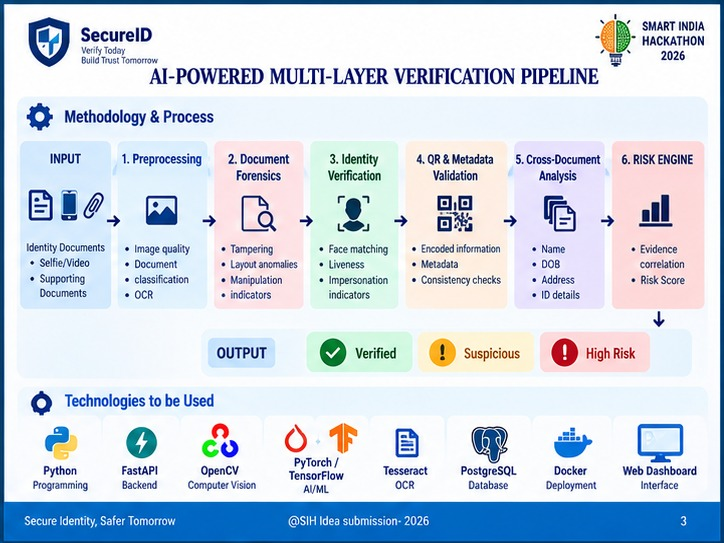 SecureID
Verify Today
Build Trust Tomorrow
SMART INDIA
HACKATHON
2026
AI-POWERED MULTI-LAYER VERIFICATION PIPELINE
Methodology & Process
INPUT
Identity Documents
• Selfie/Video
• Supporting
Documents
1. Preprocessing
• Image quality
• Document
• classification
• OCR
2. Document
Forensics
• Tampering
• Layout anomalies
• Manipulation
• indicators
3. Identity
Verification
• Face matching
• Liveness
• Impersonation
indicators
4. QR & Metadata
Validation
• Encoded information
• Metadata
• Consistency checks
5. Cross-Document
Analysis
• Name
• DOB
• Address
• ID details
6. RISK ENGINE
• Evidence
correlation
• Risk Score
OUTPUT
Verified
Suspicious
High Risk
Technologies to be Used
Python
Programming
FastAPI
Backend
OpenCV
Computer Vision
PyTorch /
TensorFlow
AI/ML
Tesseract
OCR
PostgreSQL
Database
Docker
Deployment
Web Dashboard
Interface
Secure Identity, Safer Tomorrow
@SIH Idea submission- 2026
3